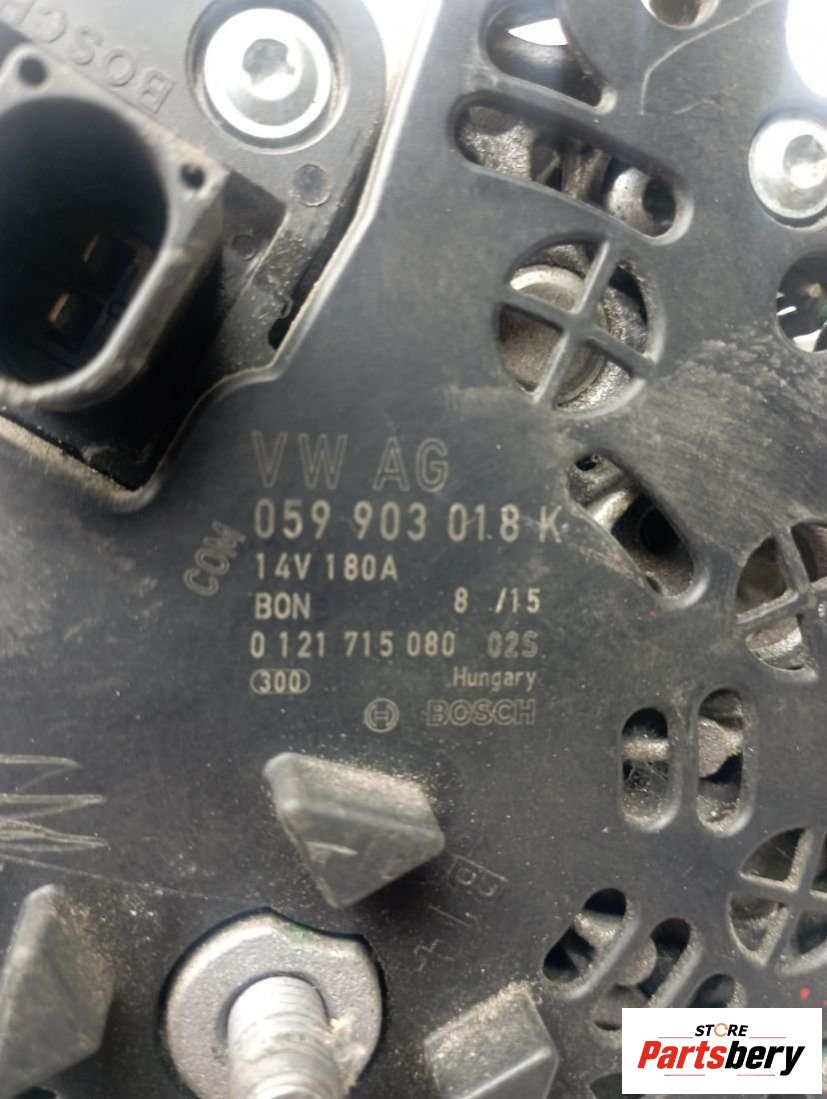 BOSCH
VW AG
059 903 018 K
COM
14V 180A
BON 8 /15
0 121 715 080 02S
300 Hungary
BOSCH
STORE
Partsbery